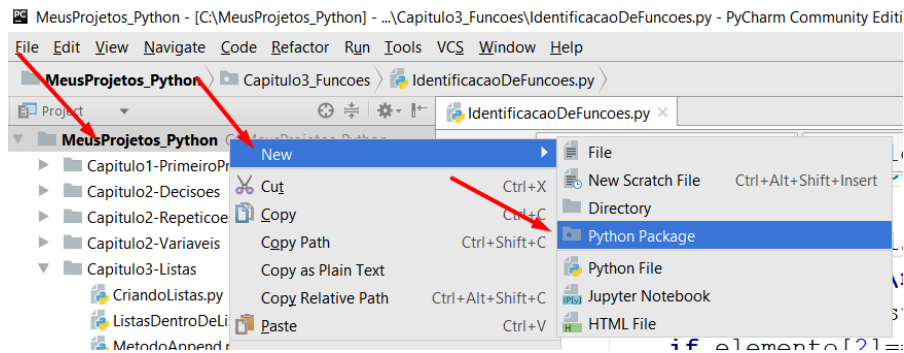 MeusProjetos_Python - [C:\MeusProjetos_Python] - ...\Capitulo3_Funcoes\IdentificacaoDeFuncoes.py - PyCharm Community Editi
File Edit View Navigate Code Refactor Run Tools VCS Window Help
MeusProjetos_Python Capitulo3_Funcoes IdentificacaoDeFuncoes.py
Project IdentificacaoDeFuncoes.py
MeusProjetos_Python C:\MeusProjetos_Python
New File
Capitulo1-PrimeiroPr
Cut Ctrl+X New Scratch File Ctrl+Alt+Shift+Insert
Capitulo2-Decisoes
Capitulo2-Repeticoe Copy Ctrl+C Directory
Capitulo2-Variaveis Copy Path Ctrl+Shift+C Python Package
Capitulo3-Listas Copy as Plain Text Python File
CriandoListas.py Copy Relative Path Ctrl+Alt+Shift+C Jupyter Notebook
ListasDentroDeLi Paste Ctrl+V HTML File
MetodoAppend.p if elemento[2]==